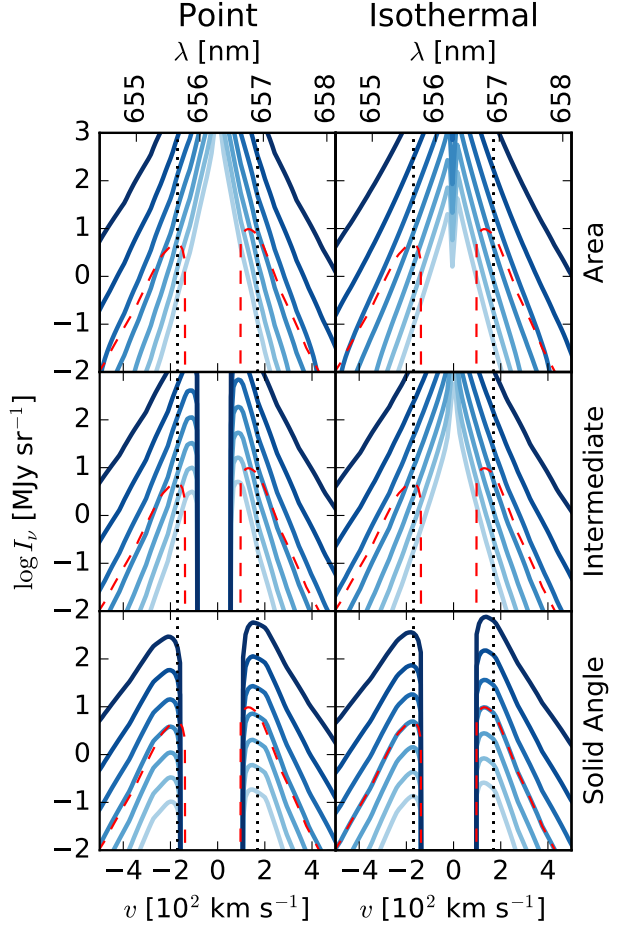 Point Isothermal
λ [nm] λ [nm]
655 656 657 658 655 656 657 658
3
2
1
0
−1
−2
Area
2
1
0
−1
−2
Intermediate
2
1
0
−1
−2
Solid Angle
log Iν [MJy sr⁻¹]
−4 −2 0 2 4 −4 −2 0 2 4
v [10² km s⁻¹] v [10² km s⁻¹]